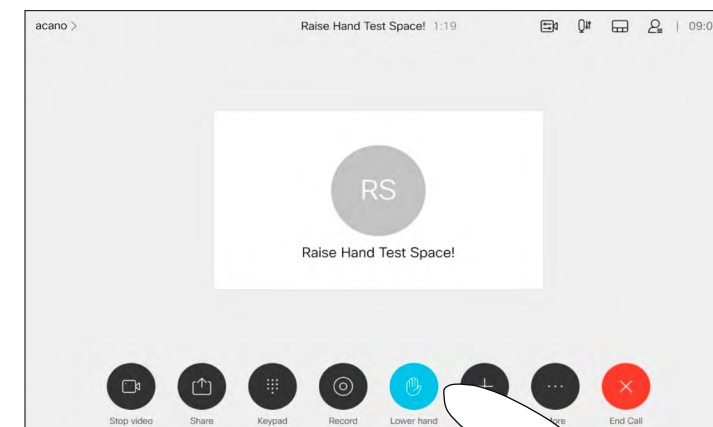 acano >
Raise Hand Test Space! 1:19
09:0
RS
Raise Hand Test Space!
Stop video
Share
Keypad
Record
Lower hand
End Call